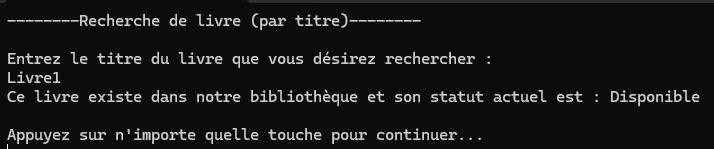 --------Recherche de livre (par titre)--------
Entrez le titre du livre que vous désirez rechercher :
Livre1
Ce livre existe dans notre bibliothèque et son statut actuel est : Disponible
Appuyez sur n'importe quelle touche pour continuer...